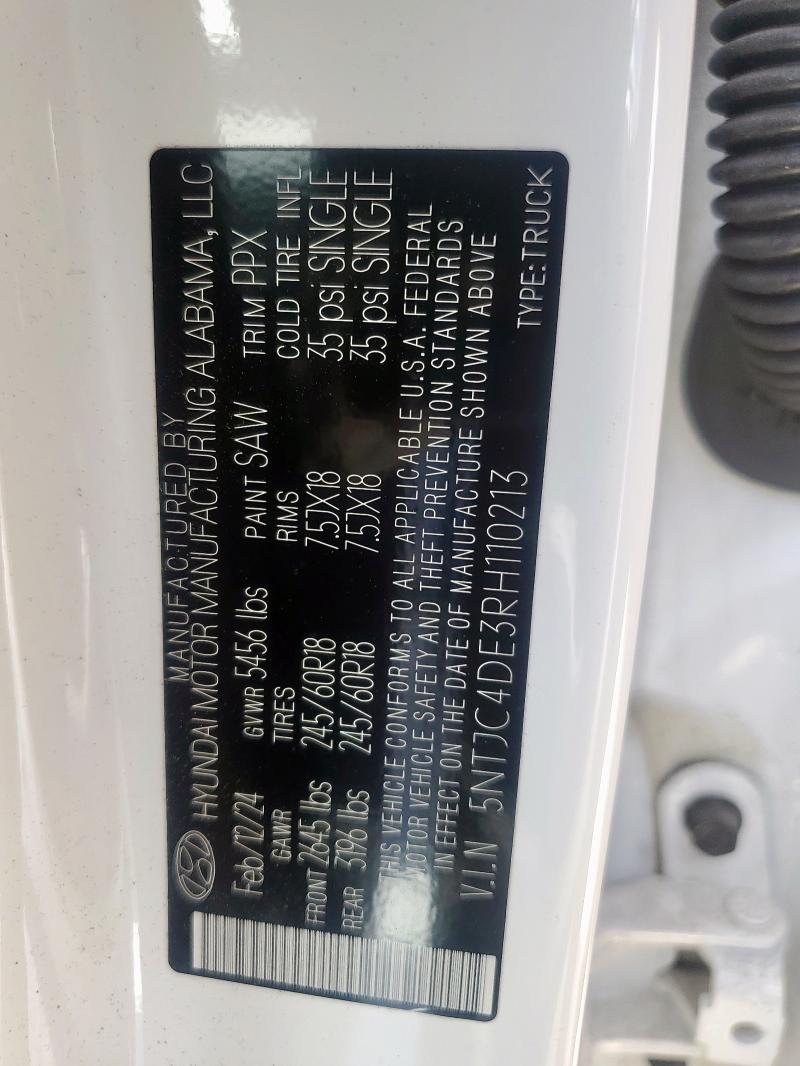 MANUFACTURED BY
HYUNDAI MOTOR MANUFACTURING ALABAMA, LLC
Feb/12/24 GVWR 5456 lbs PAINT SAW TRIM PPX
GAWR TIRES RIMS COLD TIRE INFL
FRONT 2645 lbs 245/60R18 7.5JX18 35 psi SINGLE
REAR 3196 lbs 245/60R18 7.5JX18 35 psi SINGLE
THIS VEHICLE CONFORMS TO ALL APPLICABLE U.S.A. FEDERAL
MOTOR VEHICLE SAFETY AND THEFT PREVENTION STANDARDS
IN EFFECT ON THE DATE OF MANUFACTURE SHOWN ABOVE
V.I.N 5NTJC4DE3RH110213 TYPE:TRUCK